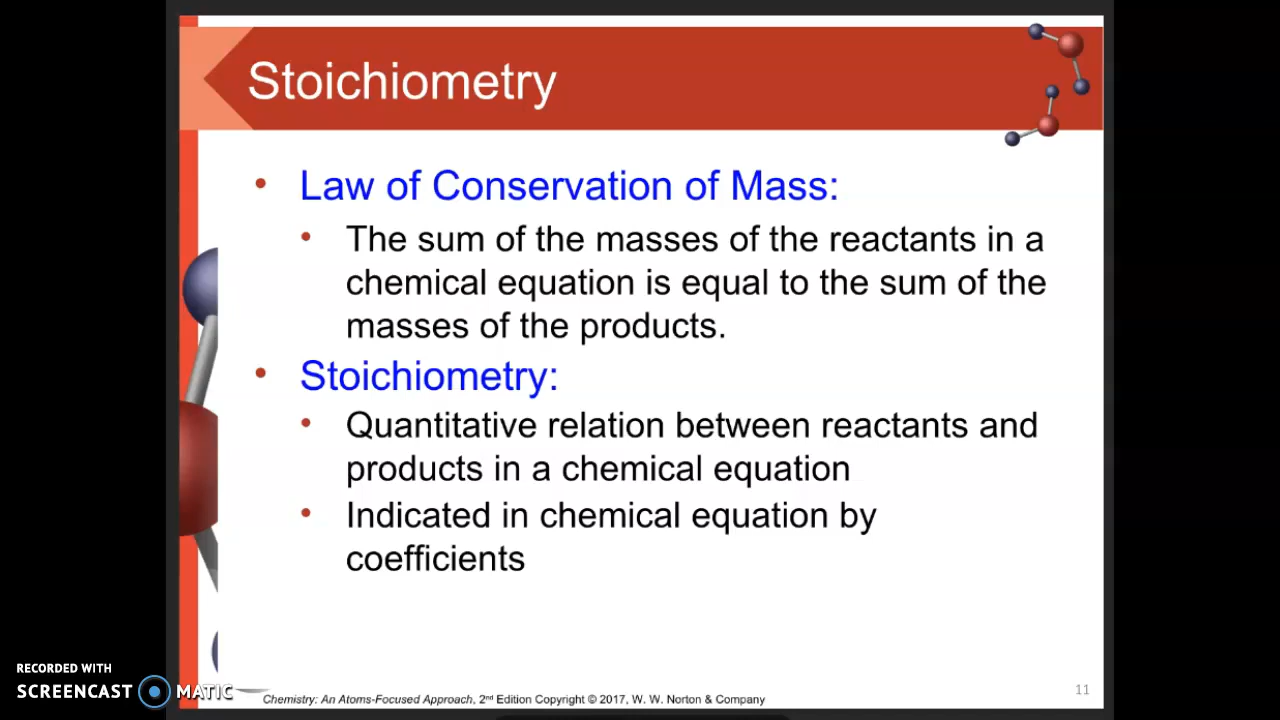 Stoichiometry
• Law of Conservation of Mass:
• The sum of the masses of the reactants in a
chemical equation is equal to the sum of the
masses of the products.
• Stoichiometry:
• Quantitative relation between reactants and
products in a chemical equation
• Indicated in chemical equation by
coefficients
RECORDED WITH
SCREENCAST MATIC
Chemistry: An Atoms-Focused Approach, 2nd Edition Copyright © 2017, W. W. Norton & Company
11